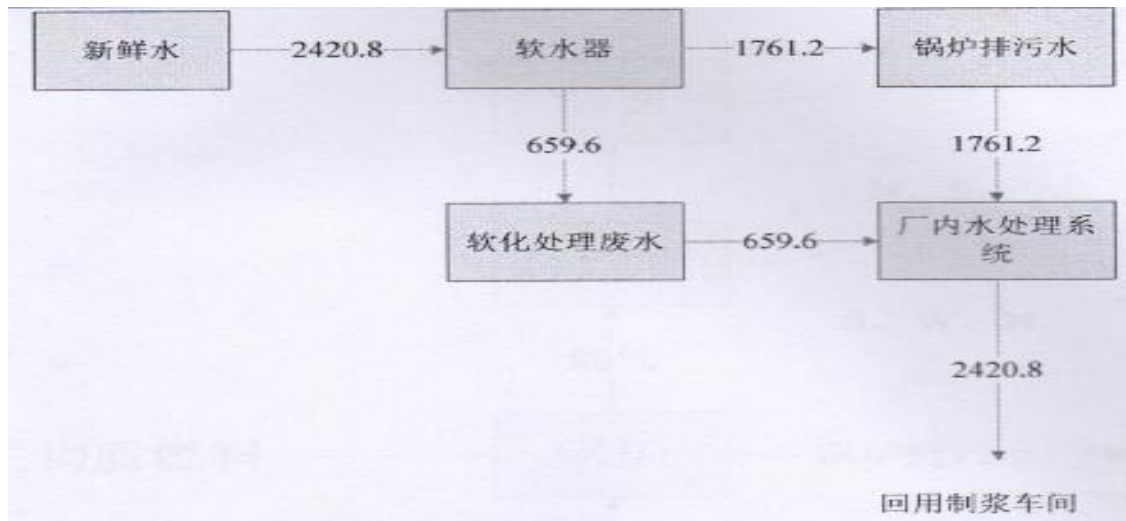 新鲜水 2420.8 软水器 1761.2 锅炉排污水
659.6 1761.2
软化处理废水 659.6 厂内水处理系
统
2420.8
回用制浆车间